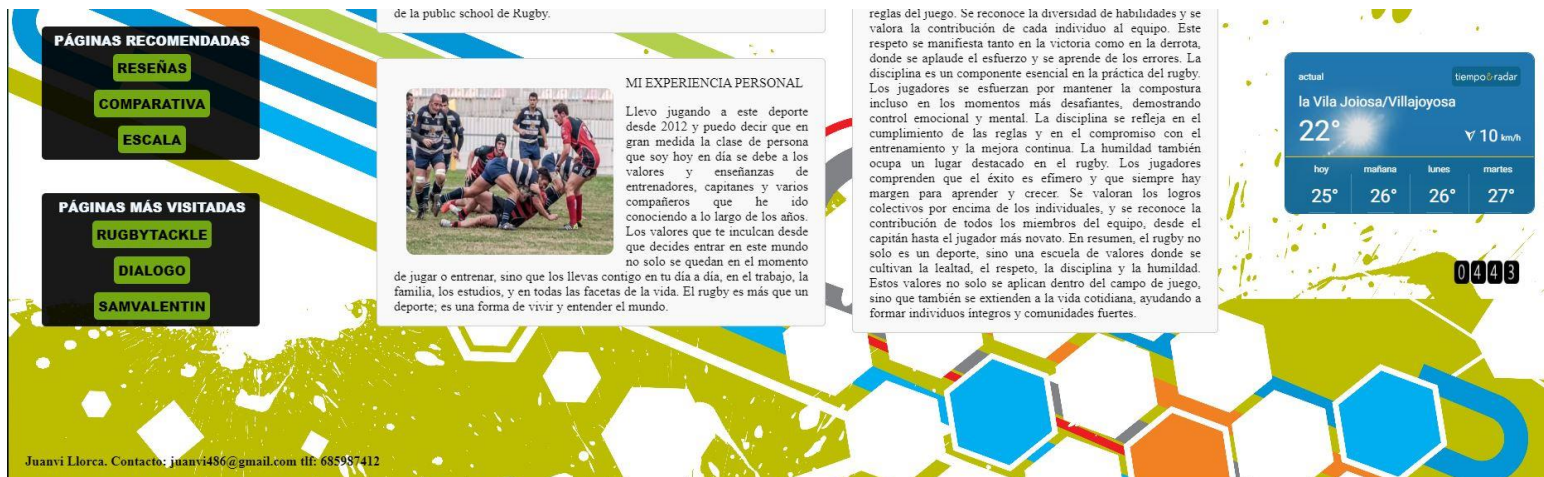 PÁGINAS RECOMENDADAS
RESEÑAS
COMPARATIVA
ESCALA
PÁGINAS MÁS VISITADAS
RUGBYTACKLE
DIALOGO
SAMVALENTIN
de la public school de Rugby.
MI EXPERIENCIA PERSONAL
Llevo jugando a este deporte
desde 2012 y puedo decir que en
gran medida la clase de persona
que soy hoy en día se debe a los
valores y enseñanzas de
entrenadores, capitanes y varios
compañeros que he ido
conociendo a lo largo de los años.
Los valores que te inculcan desde
que decides entrar en este mundo
no solo se quedan en el momento
de jugar o entrenar, sino que los llevas contigo en tu día a día, en el trabajo, la
familia, los estudios, y en todas las facetas de la vida. El rugby es más que un
deporte; es una forma de vivir y entender el mundo.
reglas del juego. Se reconoce la diversidad de habilidades y se
valora la contribución de cada individuo al equipo. Este
respeto se manifiesta tanto en la victoria como en la derrota,
donde se aplaude el esfuerzo y se aprende de los errores. La
disciplina es un componente esencial en la práctica del rugby.
Los jugadores se esfuerzan por mantener la compostura
incluso en los momentos más desafiantes, demostrando
control emocional y mental. La disciplina se refleja en el
cumplimiento de las reglas y en el compromiso con el
entrenamiento y la mejora continua. La humildad también
ocupa un lugar destacado en el rugby. Los jugadores
comprenden que el éxito es efímero y que siempre hay
margen para aprender y crecer. Se valoran los logros
colectivos por encima de los individuales, y se reconoce la
contribución de todos los miembros del equipo, desde el
capitán hasta el jugador más novato. En resumen, el rugby no
solo es un deporte, sino una escuela de valores donde se
cultivan la lealtad, el respeto, la disciplina y la humildad.
Estos valores no solo se aplican dentro del campo de juego,
sino que también se extienden a la vida cotidiana, ayudando a
formar individuos íntegros y comunidades fuertes.
actual tiempo&radar
la Vila Joiosa/Villajoyosa
22° 10 km/h
hoy mañana lunes martes
25° 26° 26° 27°
0443
Juanvi Llorca. Contacto: juanvi486@gmail.com tlf: 685987412